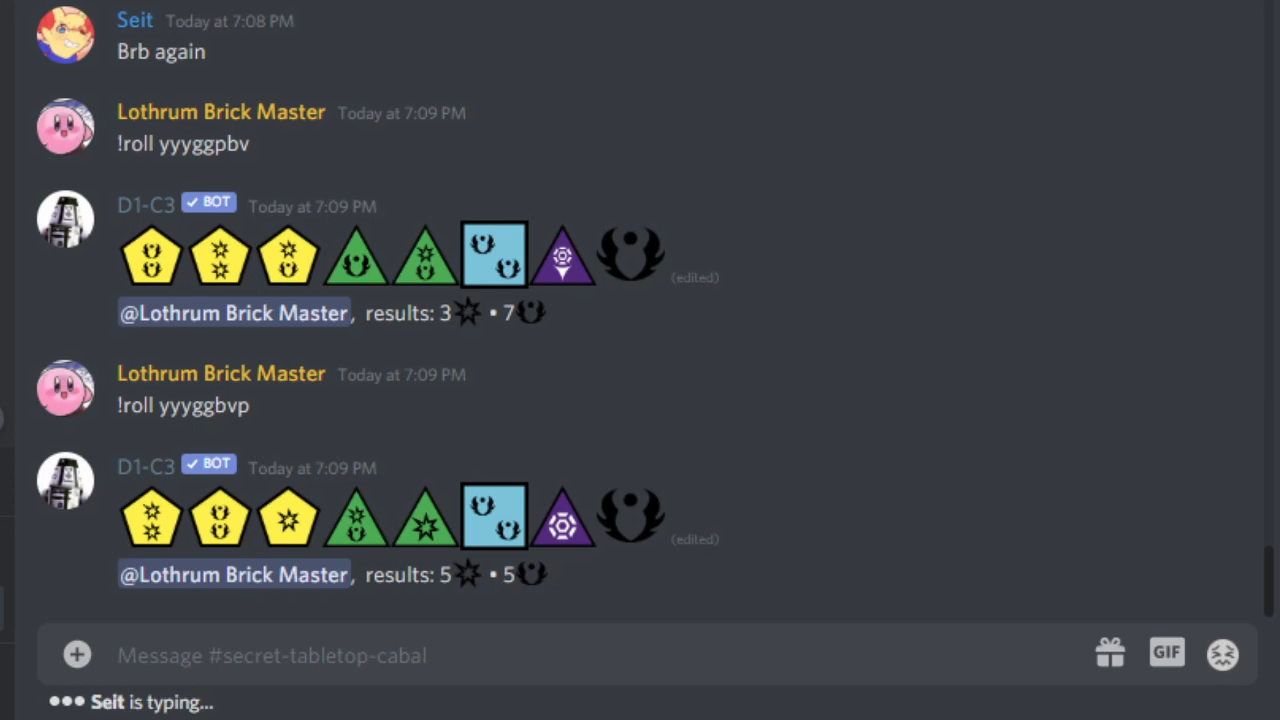 Seit Today at 7:08 PM
Brb again
Lothrum Brick Master Today at 7:09 PM
!roll yyyggpbv
D1-C3 ✓ BOT Today at 7:09 PM
(edited)
@Lothrum Brick Master, results: 3 • 7
Lothrum Brick Master Today at 7:09 PM
!roll yyyggbvp
D1-C3 ✓ BOT Today at 7:09 PM
(edited)
@Lothrum Brick Master, results: 5 • 5
Message #secret-tabletop-cabal
GIF
Seit is typing...